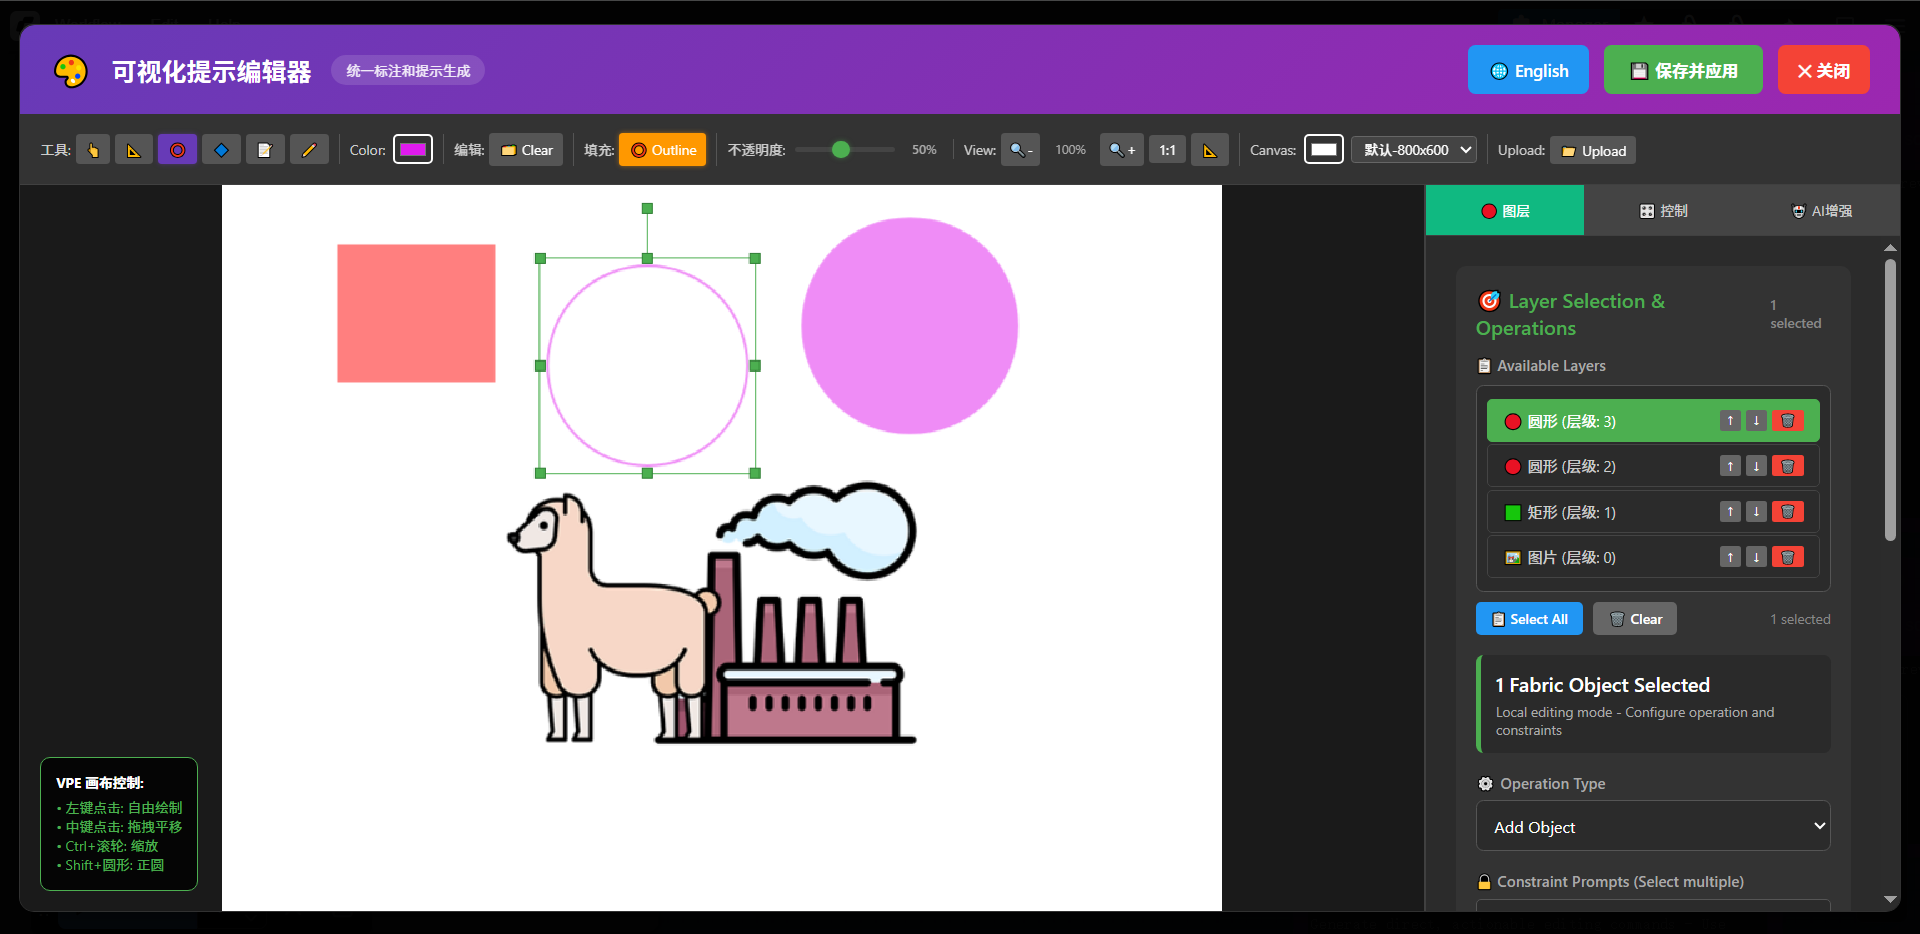 可视化提示编辑器
统一标注和提示生成
English
保存并应用
关闭
工具:
Color:
编辑:
Clear
填充:
Outline
不透明度:
50%
View:
-
100%
+
1:1
Canvas:
默认-800x600
Upload:
Upload
图层
控制
AI增强
Layer Selection &
Operations
1
selected
Available Layers
圆形 (层级: 3)
↑
↓
圆形 (层级: 2)
↑
↓
矩形 (层级: 1)
↑
↓
图片 (层级: 0)
↑
↓
Select All
Clear
1 selected
1 Fabric Object Selected
Local editing mode - Configure operation and
constraints
Operation Type
Add Object
Constraint Prompts (Select multiple)
VPE 画布控制:
• 左键点击: 自由绘制
• 中键点击: 拖拽平移
• Ctrl+滚轮: 缩放
• Shift+圆形: 正圆